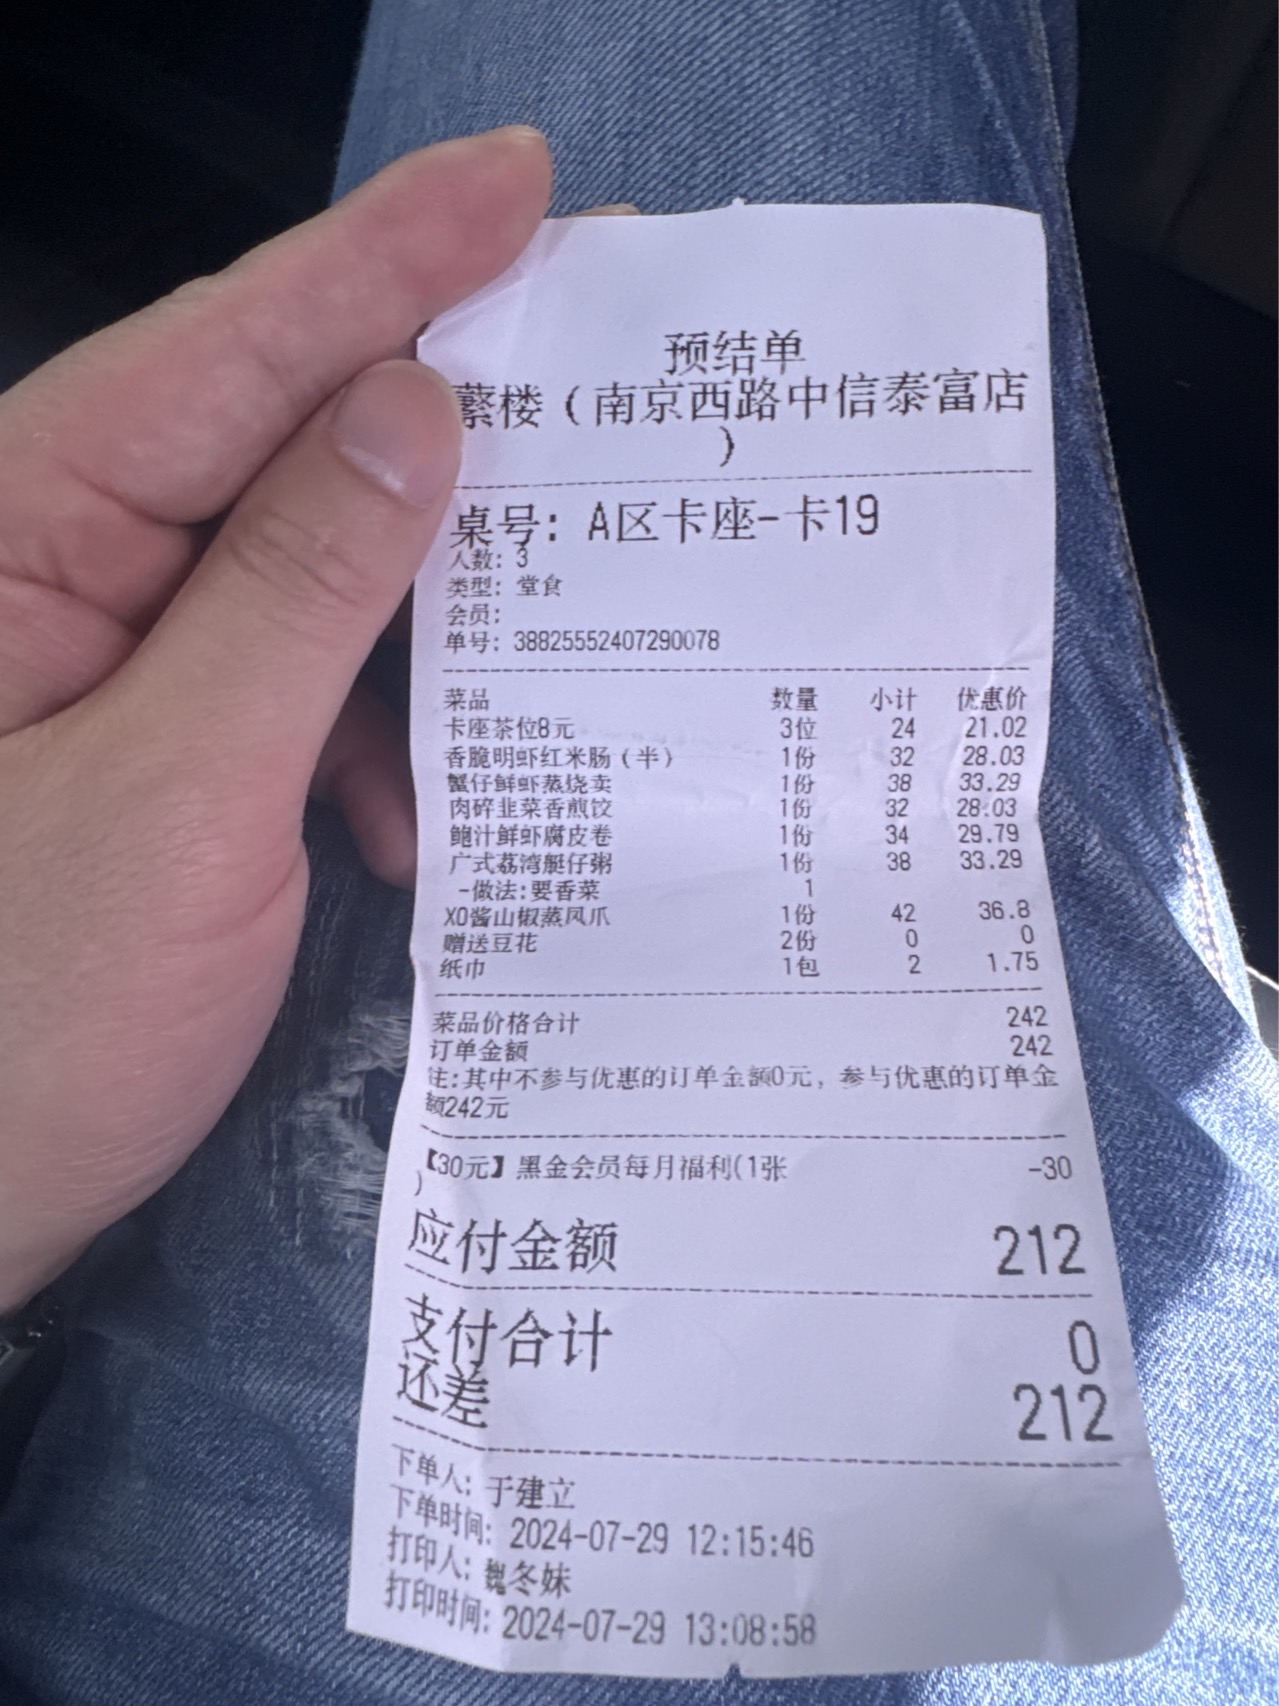 预结单
蘩楼（南京西路中信泰富店
）
桌号: A区卡座-卡19
人数: 3
类型: 堂食
会员:
单号: 38825552407290078
菜品 数量 小计 优惠价
卡座茶位8元 3位 24 21.02
香脆明虾红米肠（半） 1份 32 28.03
蟹仔鲜虾蒸烧卖 1份 38 33.29
肉碎韭菜香煎饺 1份 32 28.03
鲍汁鲜虾腐皮卷 1份 34 29.79
广式荔湾艇仔粥 1份 38 33.29
-做法:要香菜 1
XO酱山椒蒸凤爪 1份 42 36.8
赠送豆花 2份 0 0
纸巾 1包 2 1.75
菜品价格合计 242
订单金额 242
注:其中不参与优惠的订单金额0元，参与优惠的订单金
额242元
【30元】黑金会员每月福利(1张 -30
)
应付金额 212
支付合计 0
还差 212
下单人: 于建立
下单时间: 2024-07-29 12:15:46
打印人: 魏冬妹
打印时间: 2024-07-29 13:08:58